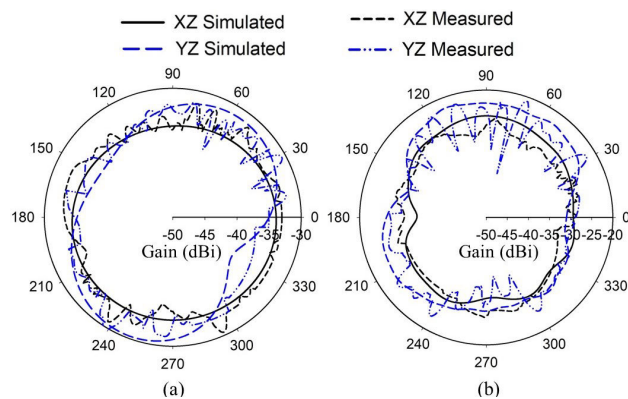 XZ Simulated
XZ Measured
YZ Simulated
YZ Measured
90
120
60
150
30
180
0
-50 -45 -40 -35 -30
Gain (dBi)
210
330
240
300
270
(a)
90
120
60
150
30
180
0
-50 -45 -40 -35 -30 -25 -20
Gain (dBi)
210
330
240
300
270
(b)